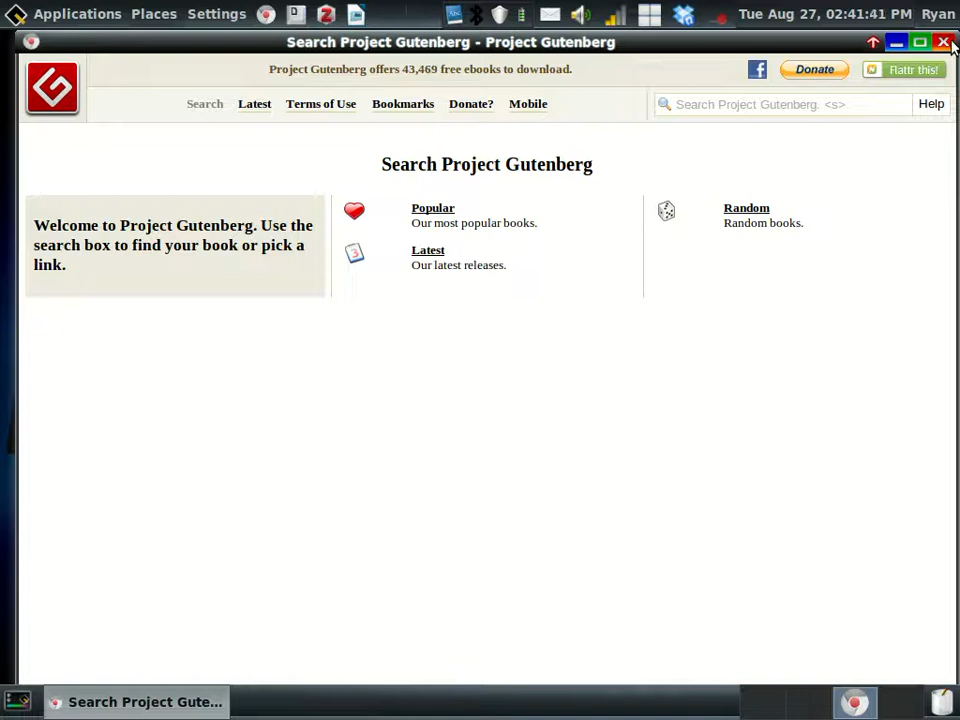 Applications Places Settings Tue Aug 27, 02:41:41 PM Ryan
Search Project Gutenberg - Project Gutenberg
Project Gutenberg offers 43,469 free ebooks to download. Donate Flattr this!
Search Latest Terms of Use Bookmarks Donate? Mobile Search Project Gutenberg. <s> Help
Search Project Gutenberg
Welcome to Project Gutenberg. Use the
search box to find your book or pick a
link.
Popular
Our most popular books.
Latest
Our latest releases.
Random
Random books.
Search Project Gute...